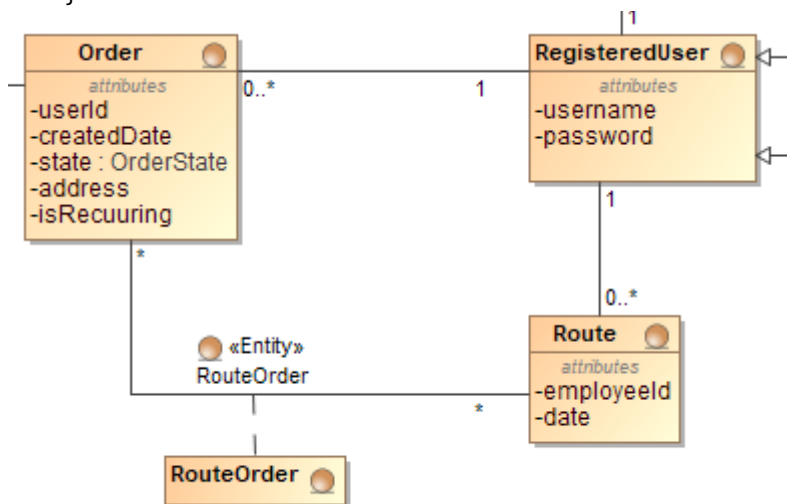 1
Order
attributes
-userId
-createdDate
-state : OrderState
-address
-isRecuuring
0..*
1
RegisteredUser
attributes
-username
-password
1
0..*
*
«Entity»
RouteOrder
*
Route
attributes
-employeeId
-date
RouteOrder